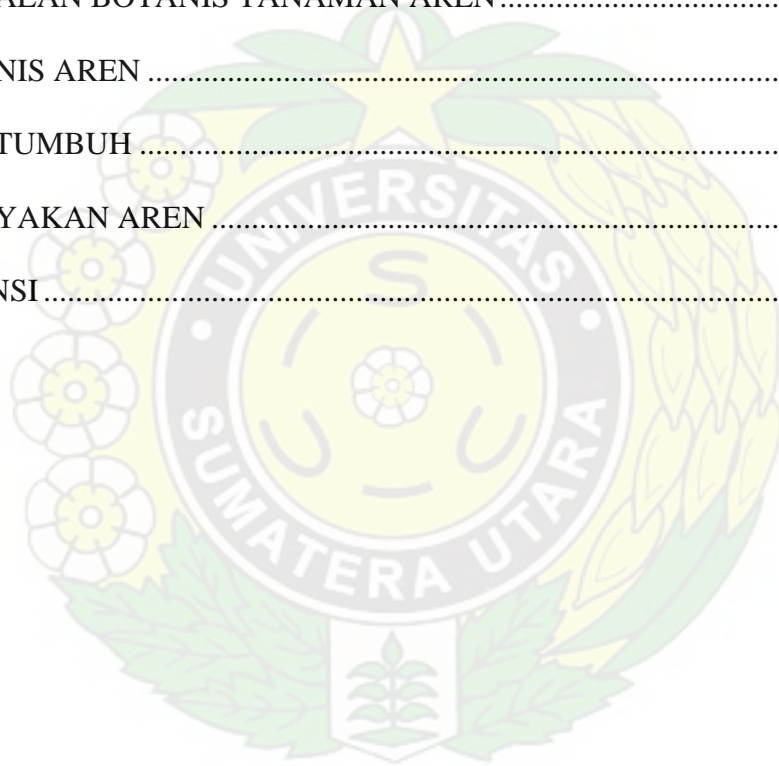 ALAN BOTANIS TANAMAN AREN................................
NIS AREN................................................................................
TUMBUH................................................................................
YAKAN AREN........................................................................
NSI................................................................................................
UNIVERSITAS
SUMATERA UTARA